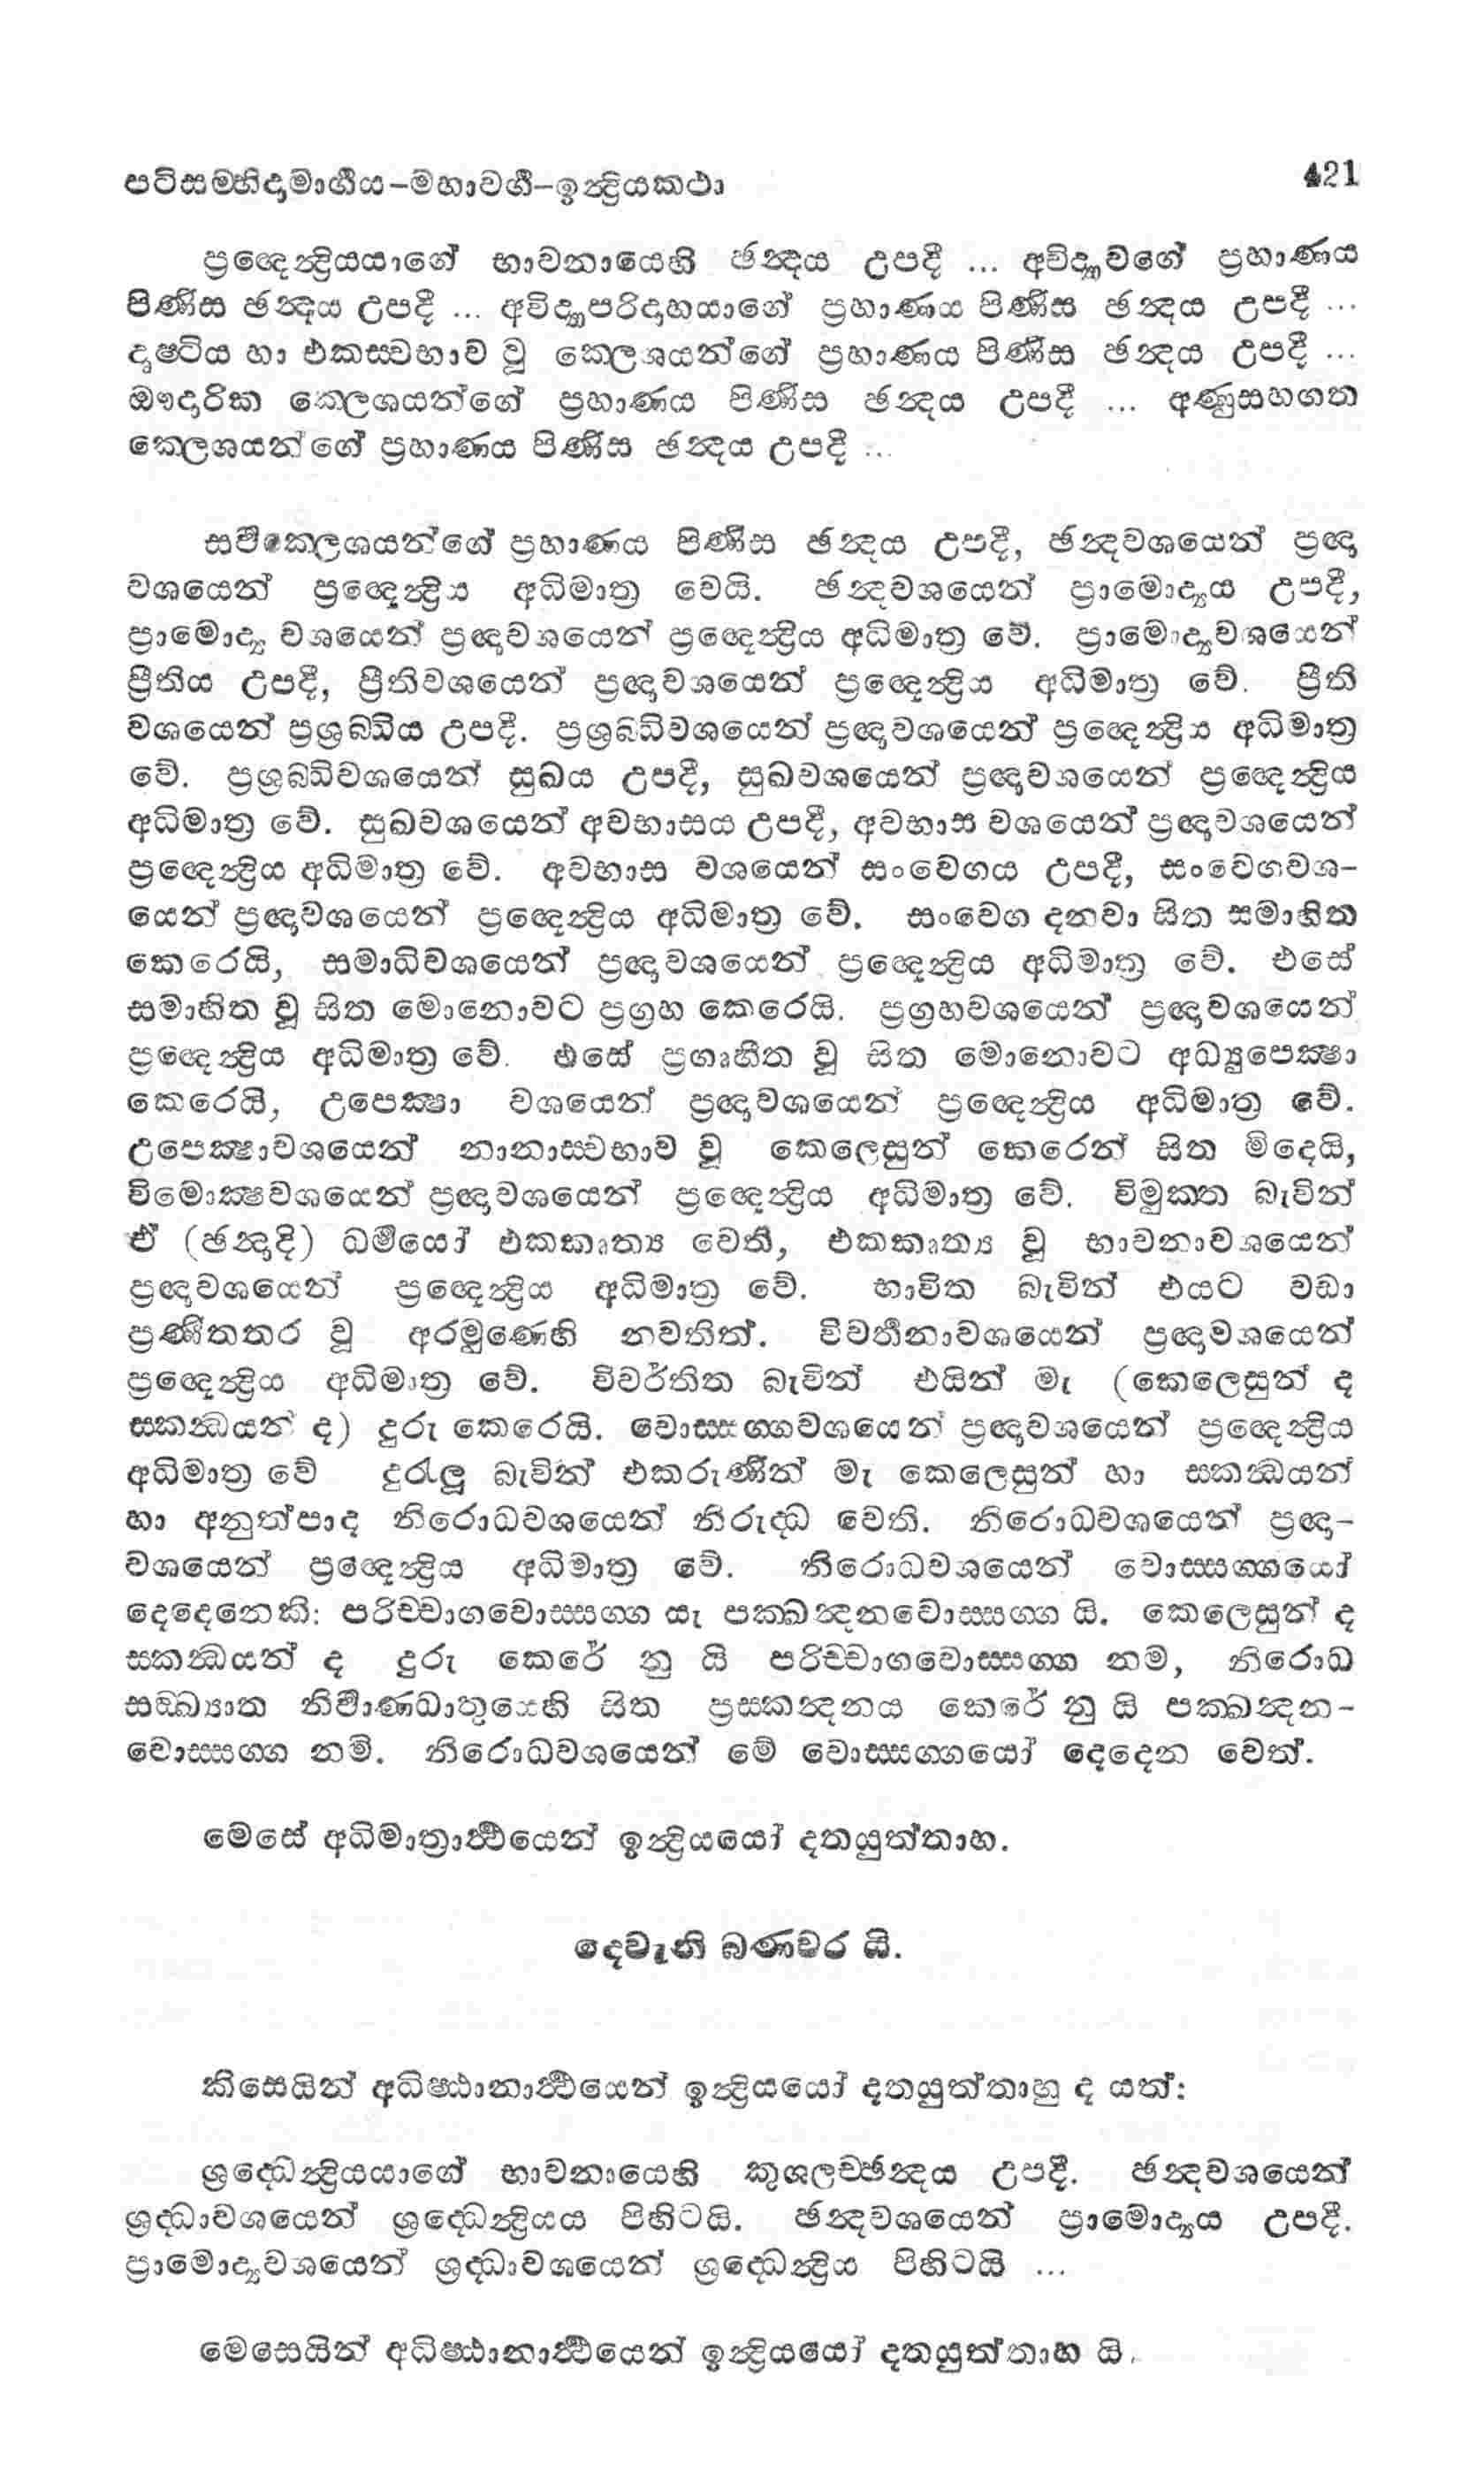 පටිසම්භිදාමාර්ගය-මහාවර්ග-ඉන්ද්‍රියකථා 421
ප්‍රඥෙන්ද්‍රියයාගේ භාවනායෙහි ඡන්දය උපදී ... අවිද්‍යාවගේ ප්‍රහාණය
පිණිස ඡන්දය උපදී ... අවිද්‍යාපරිදාහයාගේ ප්‍රහාණය පිණිස ඡන්දය උපදී ...
දෘෂ්ටිය හා එකස්වභාව වූ ක්ලෙශයන්ගේ ප්‍රහාණය පිණිස ඡන්දය උපදී ...
ඖදාරික ක්ලෙශයන්ගේ ප්‍රහාණය පිණිස ඡන්දය උපදී ... අණුසහගත
ක්ලෙශයන්ගේ ප්‍රහාණය පිණිස ඡන්දය උපදී ...
සර්වක්ලෙශයන්ගේ ප්‍රහාණය පිණිස ඡන්දය උපදී, ඡන්දවශයෙන් ප්‍රඥා
වශයෙන් ප්‍රඥෙන්ද්‍රිය අධිමාත්‍ර වෙයි. ඡන්දවශයෙන් ප්‍රාමොද්‍යය උපදී,
ප්‍රාමොද්‍ය වශයෙන් ප්‍රඥාවශයෙන් ප්‍රඥෙන්ද්‍රිය අධිමාත්‍ර වේ. ප්‍රාමොද්‍යවශයෙන්
ප්‍රීතිය උපදී, ප්‍රීතිවශයෙන් ප්‍රඥාවශයෙන් ප්‍රඥෙන්ද්‍රිය අධිමාත්‍ර වේ. ප්‍රීති
වශයෙන් ප්‍රශ්‍රබ්ධිය උපදී. ප්‍රශ්‍රබ්ධිවශයෙන් ප්‍රඥාවශයෙන් ප්‍රඥෙන්ද්‍රිය අධිමාත්‍ර
වේ. ප්‍රශ්‍රබ්ධිවශයෙන් සුඛය උපදී, සුඛවශයෙන් ප්‍රඥාවශයෙන් ප්‍රඥෙන්ද්‍රිය
අධිමාත්‍ර වේ. සුඛවශයෙන් අවභාසය උපදී, අවභාස වශයෙන් ප්‍රඥාවශයෙන්
ප්‍රඥෙන්ද්‍රිය අධිමාත්‍ර වේ. අවභාස වශයෙන් සංවෙගය උපදී, සංවෙගවශ-
යෙන් ප්‍රඥාවශයෙන් ප්‍රඥෙන්ද්‍රිය අධිමාත්‍ර වේ. සංවෙග දනවා සිත සමාහිත
කෙරෙයි, සමාධිවශයෙන් ප්‍රඥාවශයෙන් ප්‍රඥෙන්ද්‍රිය අධිමාත්‍ර වේ. එසේ
සමාහිත වූ සිත මොනොවට ප්‍රග්‍රහ කෙරෙයි. ප්‍රග්‍රහවශයෙන් ප්‍රඥාවශයෙන්
ප්‍රඥෙන්ද්‍රිය අධිමාත්‍ර වේ. එසේ ප්‍රගෘහීත වූ සිත මොනොවට අධ්‍යුපෙක්‍ෂා
කෙරෙයි, උපෙක්‍ෂා වශයෙන් ප්‍රඥාවශයෙන් ප්‍රඥෙන්ද්‍රිය අධිමාත්‍ර වේ.
උපෙක්‍ෂාවශයෙන් නානාස්වභාව වූ කෙලෙසුන් කෙරෙන් සිත මිදෙයි,
විමොක්‍ෂවශයෙන් ප්‍රඥාවශයෙන් ප්‍රඥෙන්ද්‍රිය අධිමාත්‍ර වේ. විමුක්ත බැවින්
ඒ (ඡන්දාදි) ධර්මයෝ එකකෘත්‍ය වෙති, එකකෘත්‍ය වූ භාවනාවශයෙන්
ප්‍රඥාවශයෙන් ප්‍රඥෙන්ද්‍රිය අධිමාත්‍ර වේ. භාවිත බැවින් එයට වඩා
ප්‍රණීතතර වූ අරමුණෙහි නවතිත්. විවර්තනාවශයෙන් ප්‍රඥාවශයෙන්
ප්‍රඥෙන්ද්‍රිය අධිමාත්‍ර වේ. විවර්තිත බැවින් එයින් මැ (කෙලෙසුන් ද
ස්කන්ධයන් ද) දුරු කෙරෙයි. වොස්සග්ගවශයෙන් ප්‍රඥාවශයෙන් ප්‍රඥෙන්ද්‍රිය
අධිමාත්‍ර වේ දුරැලූ බැවින් එකරුණින් මැ කෙලෙසුන් හා ස්කන්ධයන්
හා අනුත්පාද නිරොධවශයෙන් නිරුද්ධ වෙති. නිරොධවශයෙන් ප්‍රඥා-
වශයෙන් ප්‍රඥෙන්ද්‍රිය අධිමාත්‍ර වේ. නිරොධවශයෙන් වොස්සග්ගයෝ
දෙදෙනෙකි: පරිච්චාගවොස්සග්ග සැ පක්ඛන්දනවොස්සග්ග යි. කෙලෙසුන් ද
ස්කන්ධයන් ද දුරු කෙරේ නු යි පරිච්චාගවොස්සග්ග නම, නිරොධ
සඞ්ඛ්‍යාත නිර්වාණධාතුයෙහි සිත ප්‍රස්කන්දනය කෙරේ නු යි පක්ඛන්දන-
වොස්සග්ග නමි. නිරොධවශයෙන් මේ වොස්සග්ගයෝ දෙදෙන වෙත්.
මෙසේ අධිමාත්‍රාර්ථයෙන් ඉන්ද්‍රියයෝ දතයුත්තාහ.
දෙවැනි බණවර යි.
කිසෙයින් අධිෂ්ඨානාර්ථයෙන් ඉන්ද්‍රියයෝ දතයුත්තාහු ද යත්:
ශ්‍රද්ධෙන්ද්‍රියයාගේ භාවනායෙහි කුශලච්ඡන්දය උපදී. ඡන්දවශයෙන්
ශ්‍රද්ධාවශයෙන් ශ්‍රද්ධෙන්ද්‍රියය පිහිටයි. ඡන්දවශයෙන් ප්‍රාමොද්‍යය උපදී.
ප්‍රාමොද්‍යවශයෙන් ශ්‍රද්ධාවශයෙන් ශ්‍රද්ධෙන්ද්‍රිය පිහිටයි ...
මෙසෙයින් අධිෂ්ඨානාර්ථයෙන් ඉන්ද්‍රියයෝ දතයුත්තාහ යි.